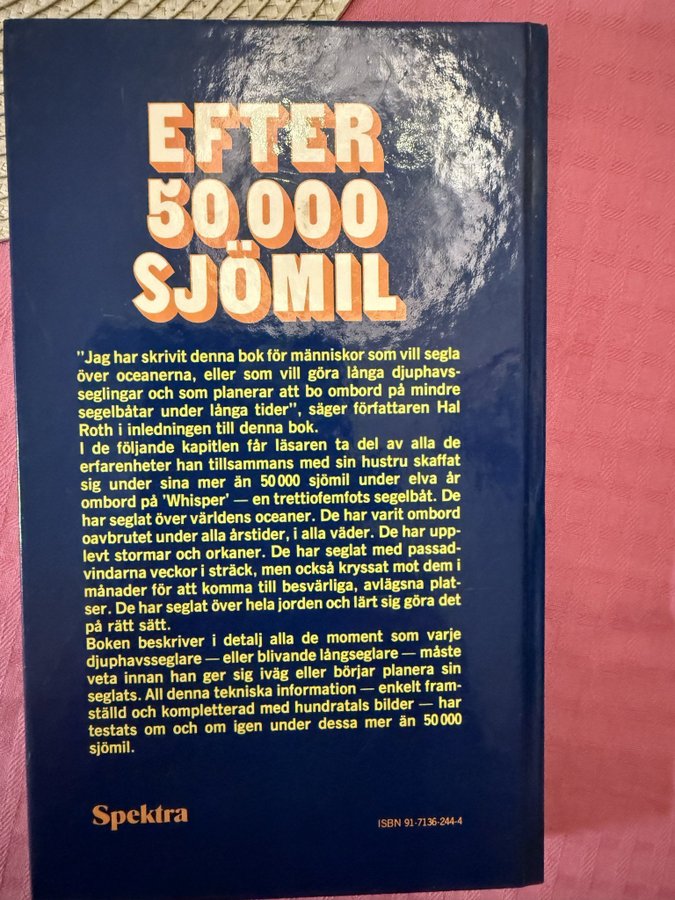 EFTER
50 000
SJÖMIL
"Jag har skrivit denna bok för människor som vill segla
över oceanerna, eller som vill göra långa djuphavs-
seglingar och som planerar att bo ombord på mindre
segelbåtar under långa tider", säger författaren Hal
Roth i inledningen till denna bok.
I de följande kapitlen får läsaren ta del av alla de
erfarenheter han tillsammans med sin hustru skaffat
sig under sina mer än 50 000 sjömil under elva år
ombord på 'Whisper' — en trettiofemfots segelbåt. De
har seglat över världens oceaner. De har varit ombord
oavbrutet under alla årstider, i alla väder. De har upp-
levt stormar och orkaner. De har seglat med passad-
vindarna veckor i sträck, men också kryssat mot dem i
månader för att komma till besvärliga, avlägsna plat-
ser. De har seglat över hela jorden och lärt sig göra det
på rätt sätt.
Boken beskriver i detalj alla de moment som varje
djuphavsseglare — eller blivande långseglare — måste
veta innan han ger sig iväg eller börjar planera sin
seglats. All denna tekniska information — enkelt fram-
ställd och kompletterad med hundratals bilder — har
testats om och om igen under dessa mer än 50 000
sjömil.
Spektra
ISBN 91-7136-244-4